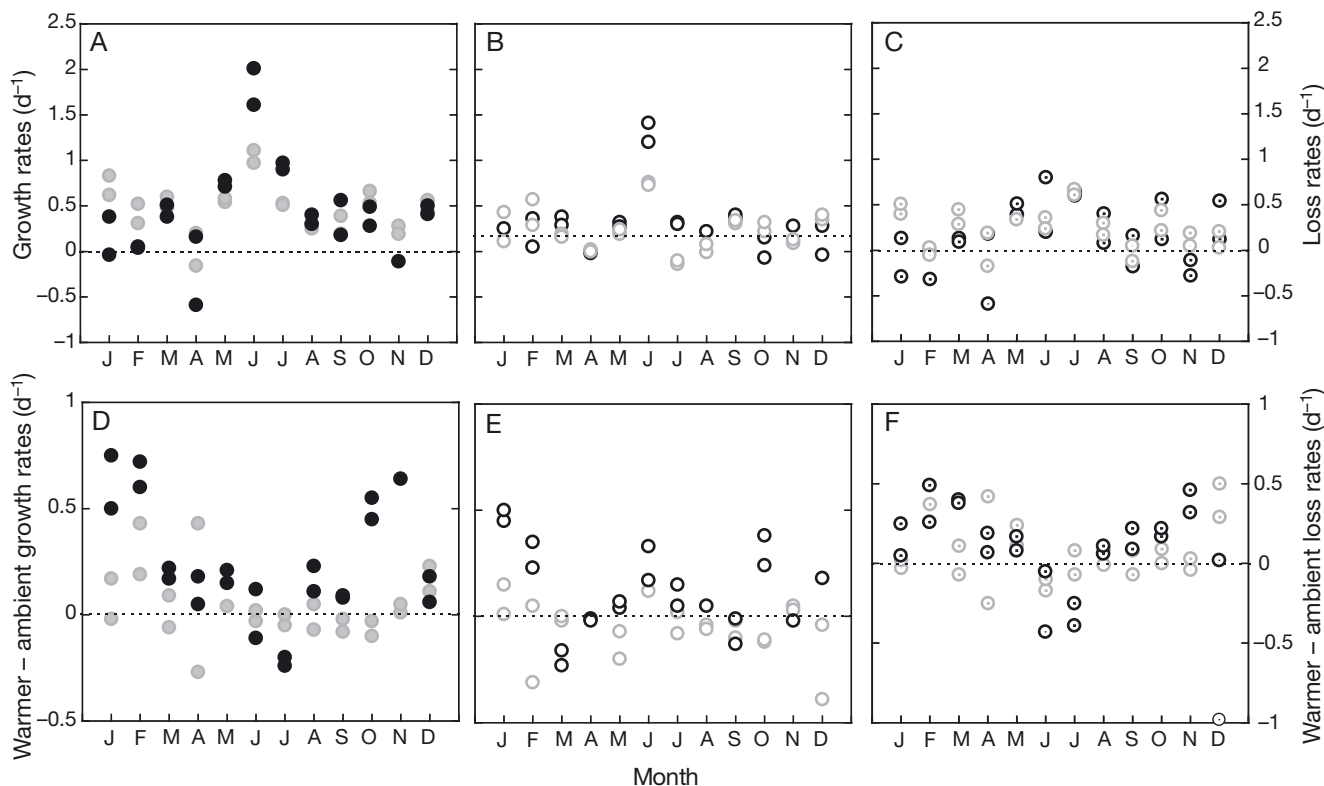 A
B
C
Growth rates (d⁻¹)
2.5
2
1.5
1
0.5
0
−0.5
−1
J F M A M J J A S O N D
J F M A M J J A S O N D
J F M A M J J A S O N D
2.5
2
1.5
1
0.5
0
−0.5
−1
Loss rates (d⁻¹)
D
E
F
Warmer – ambient growth rates (d⁻¹)
1
0.5
0
−0.5
J F M A M J J A S O N D
J F M A M J J A S O N D
J F M A M J J A S O N D
1
0.5
0
−0.5
−1
Warmer – ambient loss rates (d⁻¹)
Month